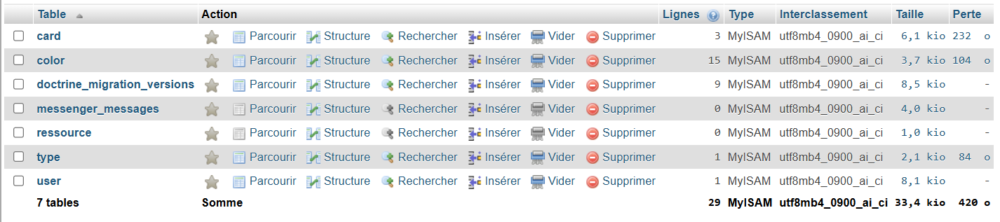 Table Action Lignes Type Interclassement Taille Perte
card Parcourir Structure Rechercher Insérer Vider Supprimer 3 MyISAM utf8mb4_0900_ai_ci 6,1 kio 232 o
color Parcourir Structure Rechercher Insérer Vider Supprimer 15 MyISAM utf8mb4_0900_ai_ci 3,7 kio 104 o
doctrine_migration_versions Parcourir Structure Rechercher Insérer Vider Supprimer 9 MyISAM utf8mb4_0900_ai_ci 8,5 kio -
messenger_messages Parcourir Structure Rechercher Insérer Vider Supprimer 0 MyISAM utf8mb4_0900_ai_ci 4,0 kio -
ressource Parcourir Structure Rechercher Insérer Vider Supprimer 0 MyISAM utf8mb4_0900_ai_ci 1,0 kio -
type Parcourir Structure Rechercher Insérer Vider Supprimer 1 MyISAM utf8mb4_0900_ai_ci 2,1 kio 84 o
user Parcourir Structure Rechercher Insérer Vider Supprimer 1 MyISAM utf8mb4_0900_ai_ci 8,1 kio -
7 tables Somme 29 MyISAM utf8mb4_0900_ai_ci 33,4 kio 420 o